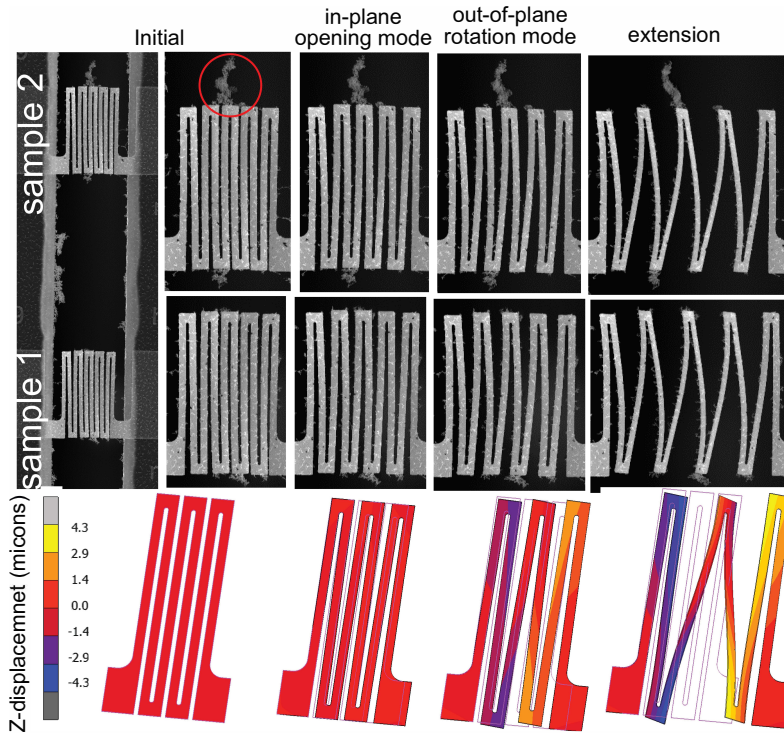 Initial
in-plane
opening mode
out-of-plane
rotation mode
extension
sample 2
sample 1
Z-displacemnet (micons)
4.3
2.9
1.4
0.0
-1.4
-2.9
-4.3